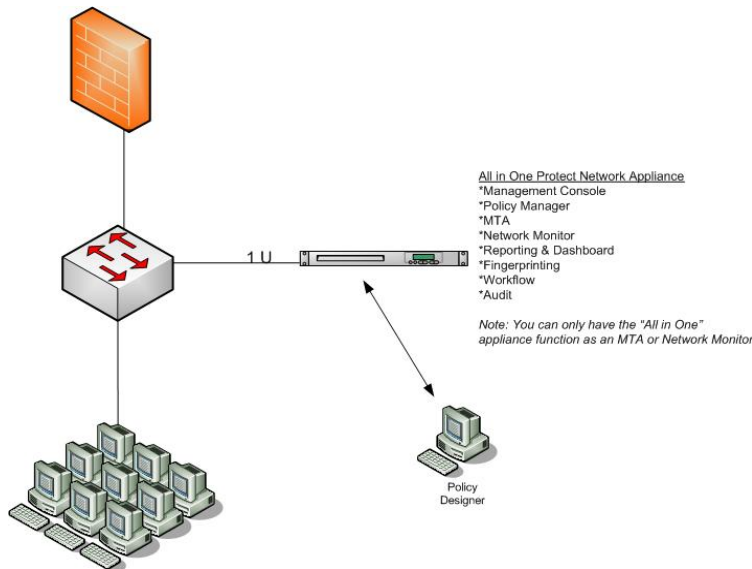 All in One Protect Network Appliance
*Management Console
*Policy Manager
*MTA
*Network Monitor
*Reporting & Dashboard
*Fingerprinting
*Workflow
*Audit
Note: You can only have the “All in One”
appliance function as an MTA or Network Monitor
1 U
Policy
Designer